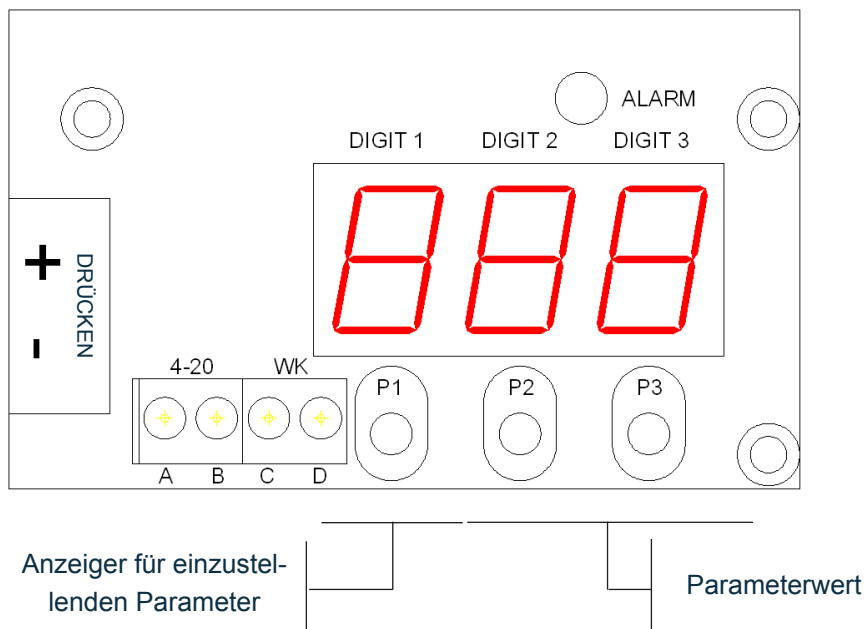 ALARM
DIGIT 1 DIGIT 2 DIGIT 3
+
-
DRÜCKEN
4-20 WK
P1 P2 P3
A B C D
Anzeiger für einzustel-
lenden Parameter
Parameterwert